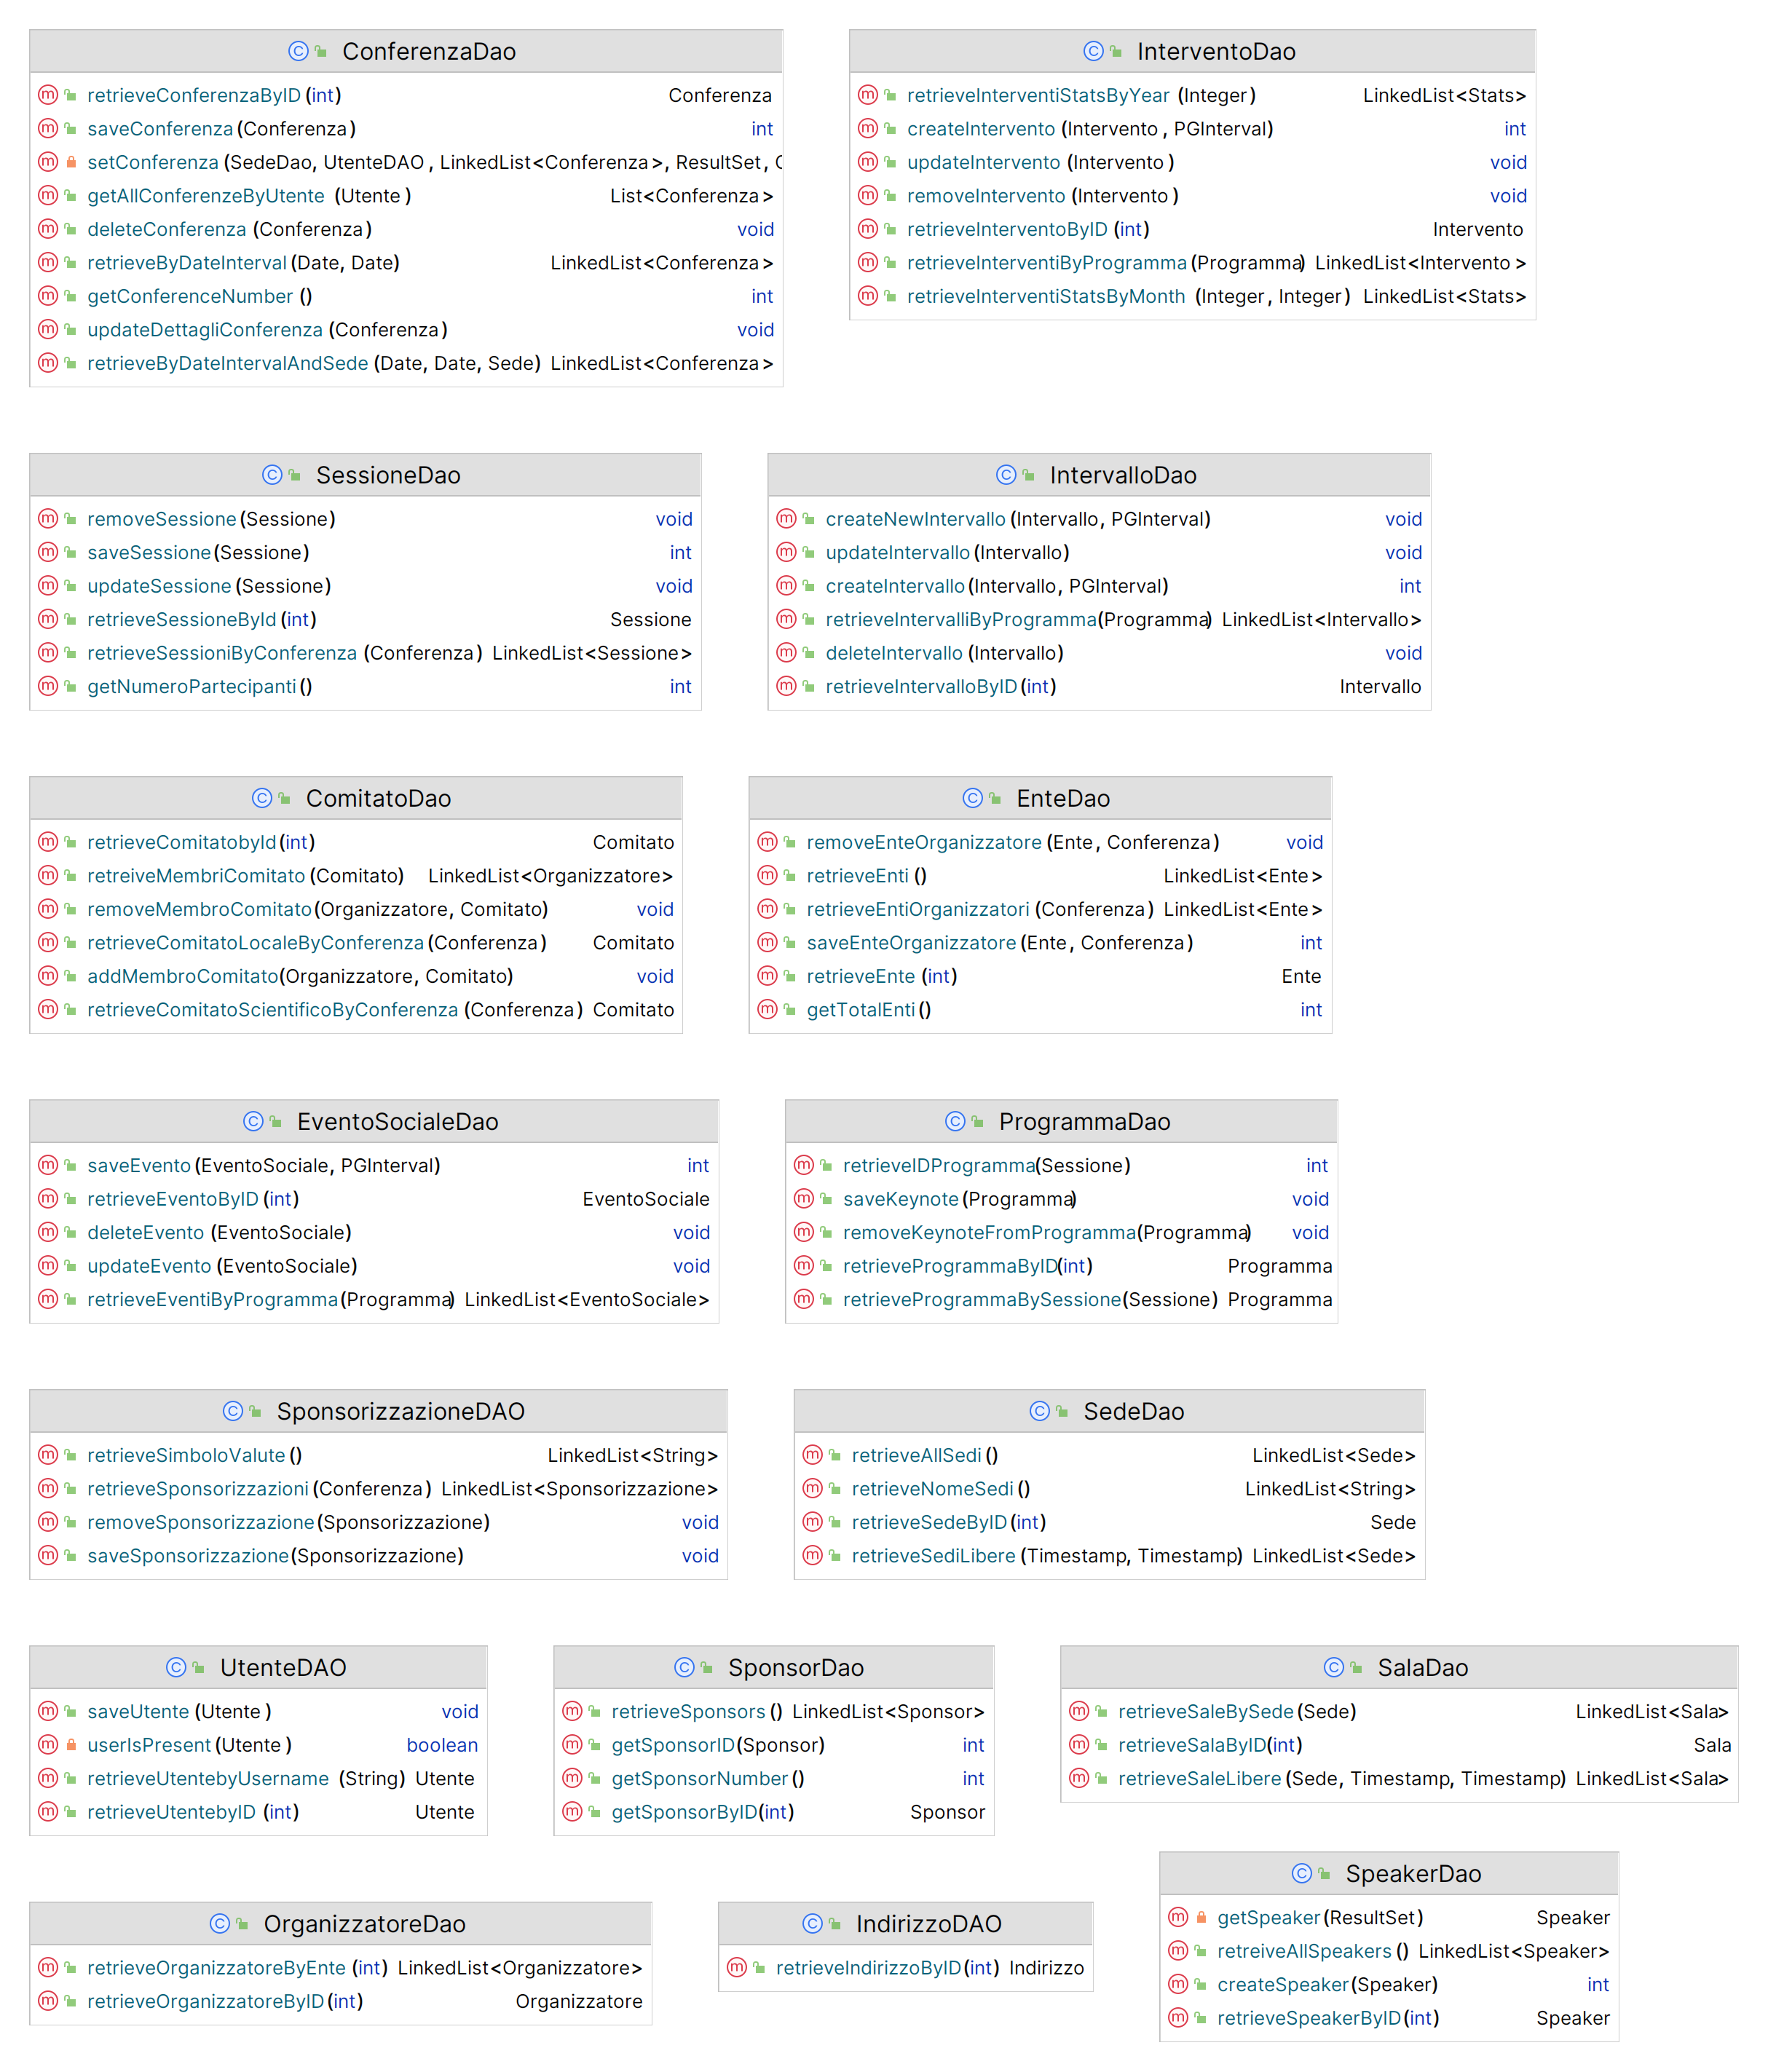 ConferenzaDao
retrieveConferenzaByID(int) Conferenza
saveConferenza(Conferenza) int
setConferenza(SedeDao, UtenteDAO, LinkedList<Conferenza>, ResultSet, C
getAllConferenzeByUtente(Utente) List<Conferenza>
deleteConferenza(Conferenza) void
retrieveByDateInterval(Date, Date) LinkedList<Conferenza>
getConferenceNumber() int
updateDettagliConferenza(Conferenza) void
retrieveByDateIntervalAndSede(Date, Date, Sede) LinkedList<Conferenza>
InterventoDao
retrieveInterventiStatsByYear(Integer) LinkedList<Stats>
createIntervento(Intervento, PGInterval) int
updateIntervento(Intervento) void
removeIntervento(Intervento) void
retrieveInterventoByID(int) Intervento
retrieveInterventiByProgramma(Programma) LinkedList<Intervento>
retrieveInterventiStatsByMonth(Integer, Integer) LinkedList<Stats>
SessioneDao
removeSessione(Sessione) void
saveSessione(Sessione) int
updateSessione(Sessione) void
retrieveSessioneById(int) Sessione
retrieveSessioniByConferenza(Conferenza) LinkedList<Sessione>
getNumeroPartecipanti() int
IntervalloDao
createNewIntervallo(Intervallo, PGInterval) void
updateIntervallo(Intervallo) void
createIntervallo(Intervallo, PGInterval) int
retrieveIntervalliByProgramma(Programma) LinkedList<Intervallo>
deleteIntervallo(Intervallo) void
retrieveIntervalloByID(int) Intervallo
ComitatoDao
retrieveComitatobyId(int) Comitato
retreiveMembriComitato(Comitato) LinkedList<Organizzatore>
removeMembroComitato(Organizzatore, Comitato) void
retrieveComitatoLocaleByConferenza(Conferenza) Comitato
addMembroComitato(Organizzatore, Comitato) void
retrieveComitatoScientificoByConferenza(Conferenza) Comitato
EnteDao
removeEnteOrganizzatore(Ente, Conferenza) void
retrieveEnti() LinkedList<Ente>
retrieveEntiOrganizzatori(Conferenza) LinkedList<Ente>
saveEnteOrganizzatore(Ente, Conferenza) int
retrieveEnte(int) Ente
getTotalEnti() int
EventoSocialeDao
saveEvento(EventoSociale, PGInterval) int
retrieveEventoByID(int) EventoSociale
deleteEvento(EventoSociale) void
updateEvento(EventoSociale) void
retrieveEventiByProgramma(Programma) LinkedList<EventoSociale>
ProgrammaDao
retrieveIDProgramma(Sessione) int
saveKeynote(Programma) void
removeKeynoteFromProgramma(Programma) void
retrieveProgrammaByID(int) Programma
retrieveProgrammaBySessione(Sessione) Programma
SponsorizzazioneDAO
retrieveSimboloValute() LinkedList<String>
retrieveSponsorizzazioni(Conferenza) LinkedList<Sponsorizzazione>
removeSponsorizzazione(Sponsorizzazione) void
saveSponsorizzazione(Sponsorizzazione) void
SedeDao
retrieveAllSedi() LinkedList<Sede>
retrieveNomeSedi() LinkedList<String>
retrieveSedeByID(int) Sede
retrieveSediLibere(Timestamp, Timestamp) LinkedList<Sede>
UtenteDAO
saveUtente(Utente) void
userIsPresent(Utente) boolean
retrieveUtentebyUsername(String) Utente
retrieveUtentebyID(int) Utente
SponsorDao
retrieveSponsors() LinkedList<Sponsor>
getSponsorID(Sponsor) int
getSponsorNumber() int
getSponsorByID(int) Sponsor
SalaDao
retrieveSaleBySede(Sede) LinkedList<Sala>
retrieveSalaByID(int) Sala
retrieveSaleLibere(Sede, Timestamp, Timestamp) LinkedList<Sala>
OrganizzatoreDao
retrieveOrganizzatoreByEnte(int) LinkedList<Organizzatore>
retrieveOrganizzatoreByID(int) Organizzatore
IndirizzoDAO
retrieveIndirizzoByID(int) Indirizzo
SpeakerDao
getSpeaker(ResultSet) Speaker
retreiveAllSpeakers() LinkedList<Speaker>
createSpeaker(Speaker) int
retrieveSpeakerByID(int) Speaker